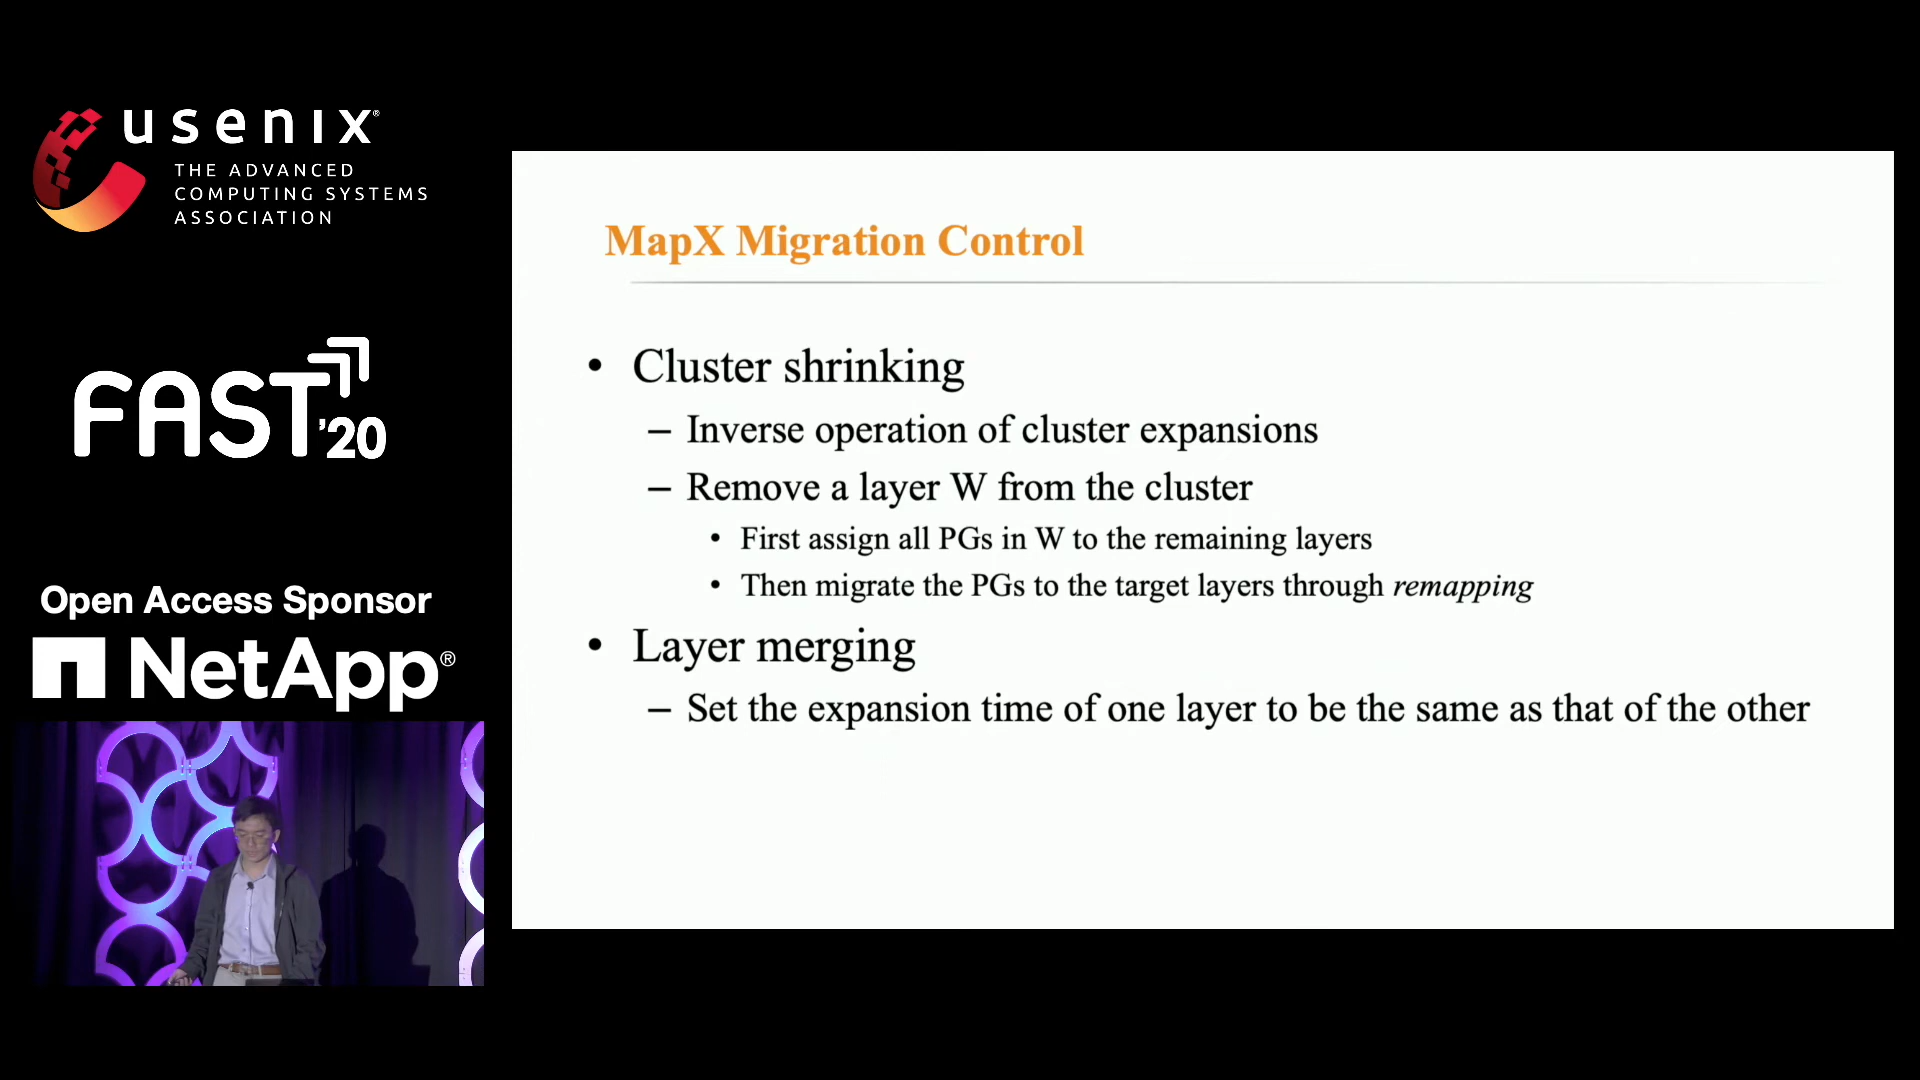 usenix®
THE ADVANCED
COMPUTING SYSTEMS
ASSOCIATION
FAST '20
Open Access Sponsor
NetApp®
MapX Migration Control
• Cluster shrinking
– Inverse operation of cluster expansions
– Remove a layer W from the cluster
• First assign all PGs in W to the remaining layers
• Then migrate the PGs to the target layers through remapping
• Layer merging
– Set the expansion time of one layer to be the same as that of the other